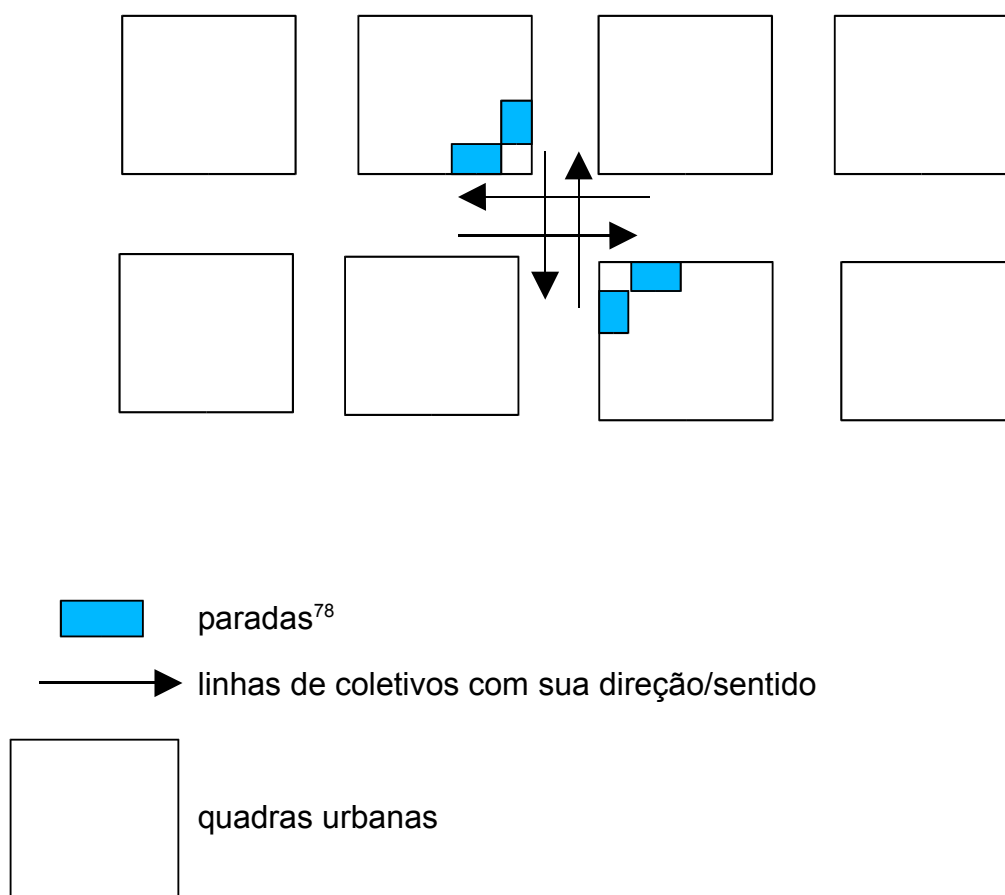 paradas78
linhas de coletivos com sua direção/sentido
quadras urbanas